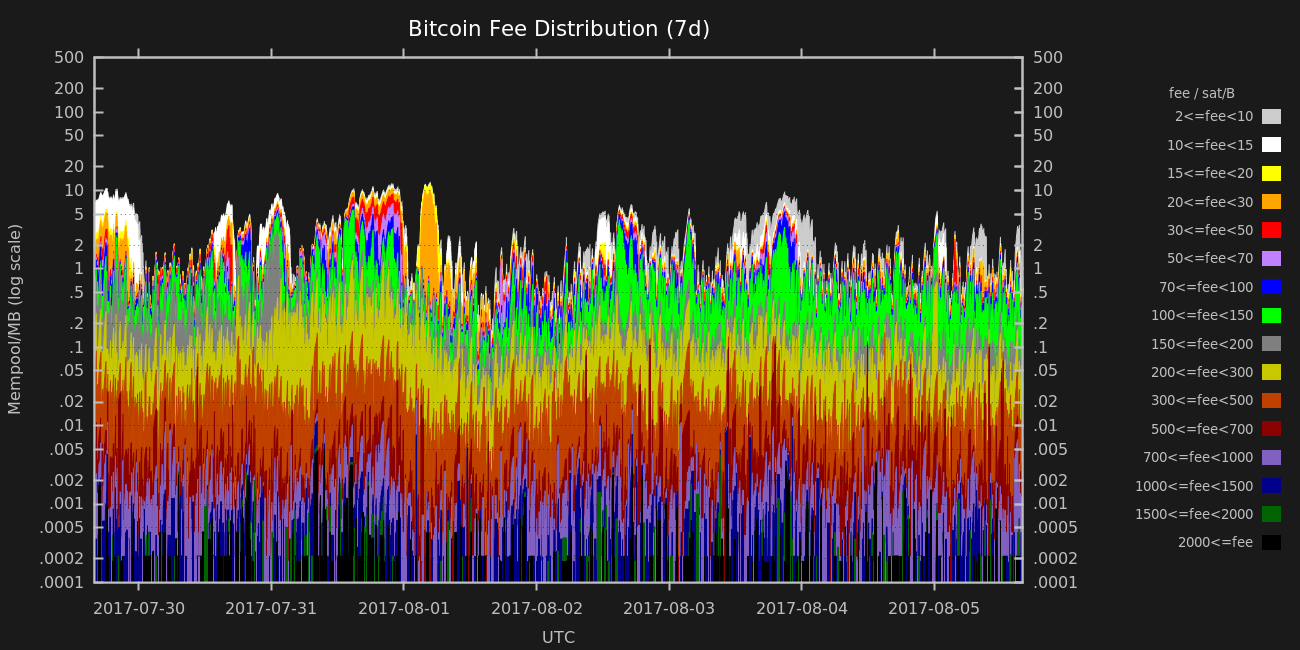 Bitcoin Fee Distribution (7d)
500
200
100
50
20
10
5
2
1
.5
.2
.1
.05
.02
.01
.005
.002
.001
.0005
.0002
.0001
Mempool/MB (log scale)
500
200
100
50
20
10
5
2
1
.5
.2
.1
.05
.02
.01
.005
.002
.001
.0005
.0002
.0001
2017-07-30 2017-07-31 2017-08-01 2017-08-02 2017-08-03 2017-08-04 2017-08-05
UTC
fee / sat/B
2<=fee<10
10<=fee<15
15<=fee<20
20<=fee<30
30<=fee<50
50<=fee<70
70<=fee<100
100<=fee<150
150<=fee<200
200<=fee<300
300<=fee<500
500<=fee<700
700<=fee<1000
1000<=fee<1500
1500<=fee<2000
2000<=fee